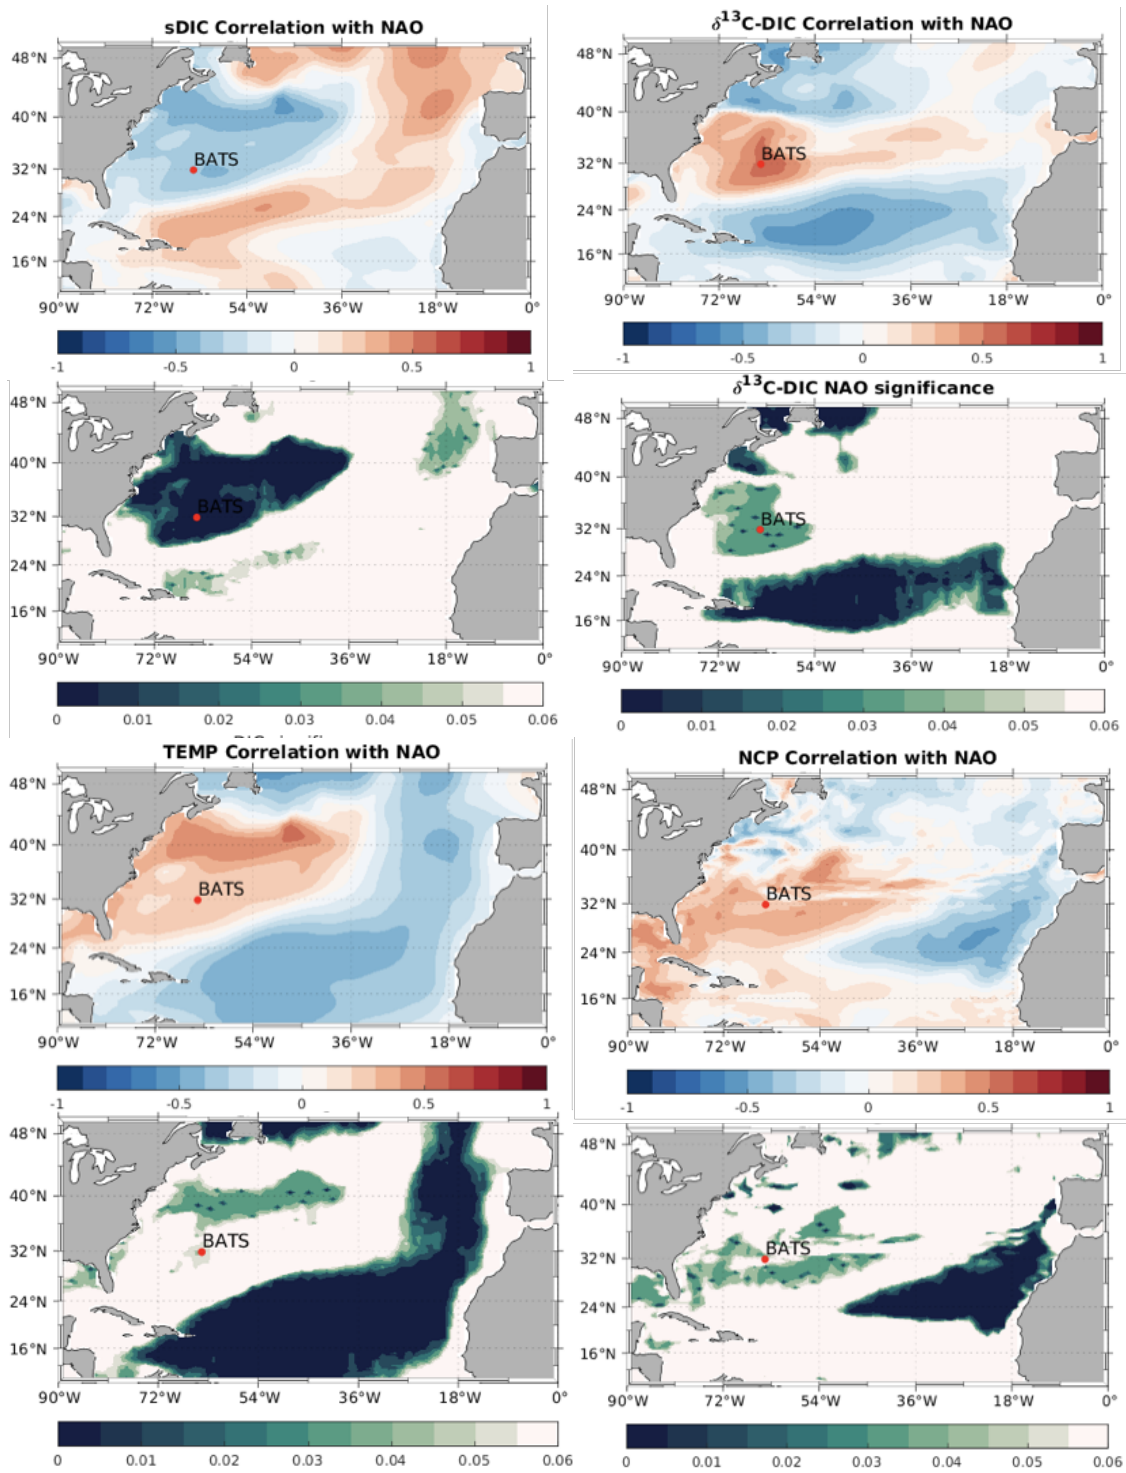 sDIC Correlation with NAO
48°N
40°N
32°N
24°N
16°N
BATS
90°W 72°W 54°W 36°W 18°W 0°
-1 -0.5 0 0.5 1
δ13C-DIC Correlation with NAO
48°N
40°N
32°N
24°N
16°N
BATS
90°W 72°W 54°W 36°W 18°W 0°
-1 -0.5 0 0.5 1
48°N
40°N
32°N
24°N
16°N
BATS
90°W 72°W 54°W 36°W 18°W 0°
0 0.01 0.02 0.03 0.04 0.05 0.06
δ13C-DIC NAO significance
48°N
40°N
32°N
24°N
16°N
BATS
90°W 72°W 54°W 36°W 18°W 0°
0 0.01 0.02 0.03 0.04 0.05 0.06
TEMP Correlation with NAO
48°N
40°N
32°N
24°N
16°N
BATS
90°W 72°W 54°W 36°W 18°W 0°
-1 -0.5 0 0.5 1
NCP Correlation with NAO
48°N
40°N
32°N
24°N
16°N
BATS
90°W 72°W 54°W 36°W 18°W 0°
-1 -0.5 0 0.5 1
48°N
40°N
32°N
24°N
16°N
BATS
90°W 72°W 54°W 36°W 18°W 0°
0 0.01 0.02 0.03 0.04 0.05 0.06
48°N
40°N
32°N
24°N
16°N
BATS
90°W 72°W 54°W 36°W 18°W 0°
0 0.01 0.02 0.03 0.04 0.05 0.06